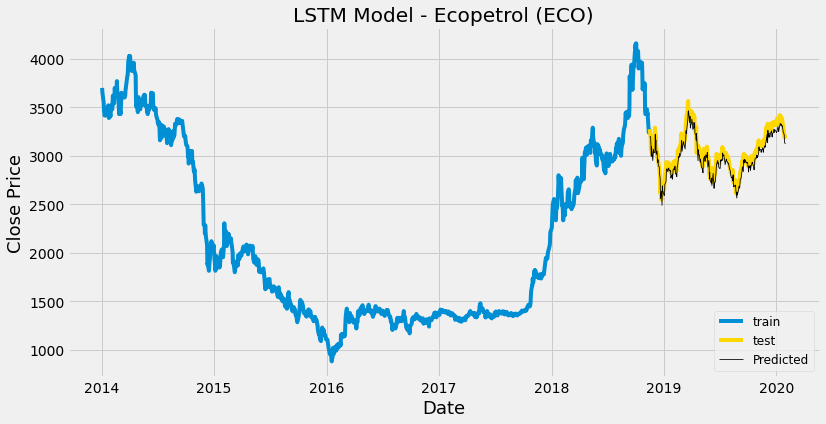 LSTM Model - Ecopetrol (ECO)
4000
3500
3000
2500
2000
1500
1000
Close Price
2014 2015 2016 2017 2018 2019 2020
Date
train
test
Predicted